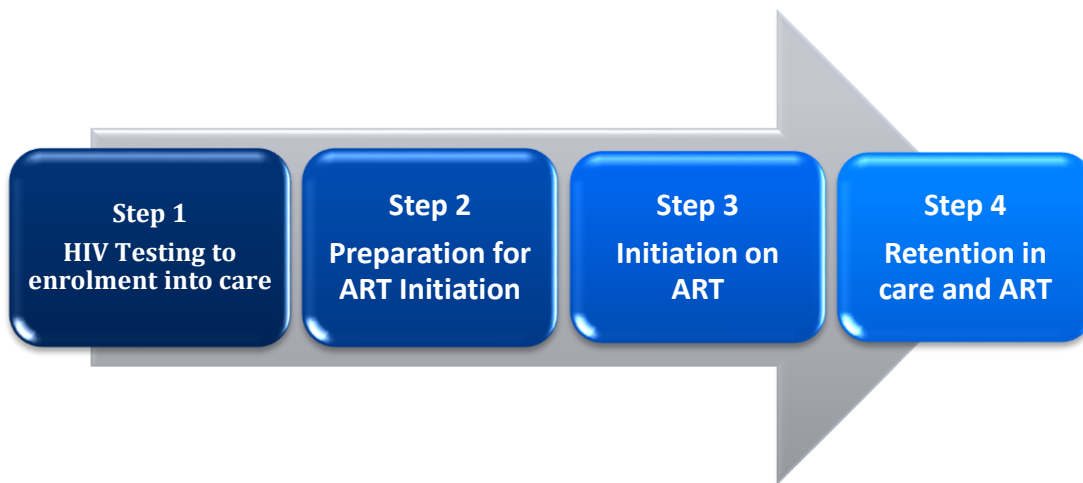 Step 1
HIV Testing to
enrolment into care
Step 2
Preparation for
ART Initiation
Step 3
Initiation on
ART
Step 4
Retention in
care and ART